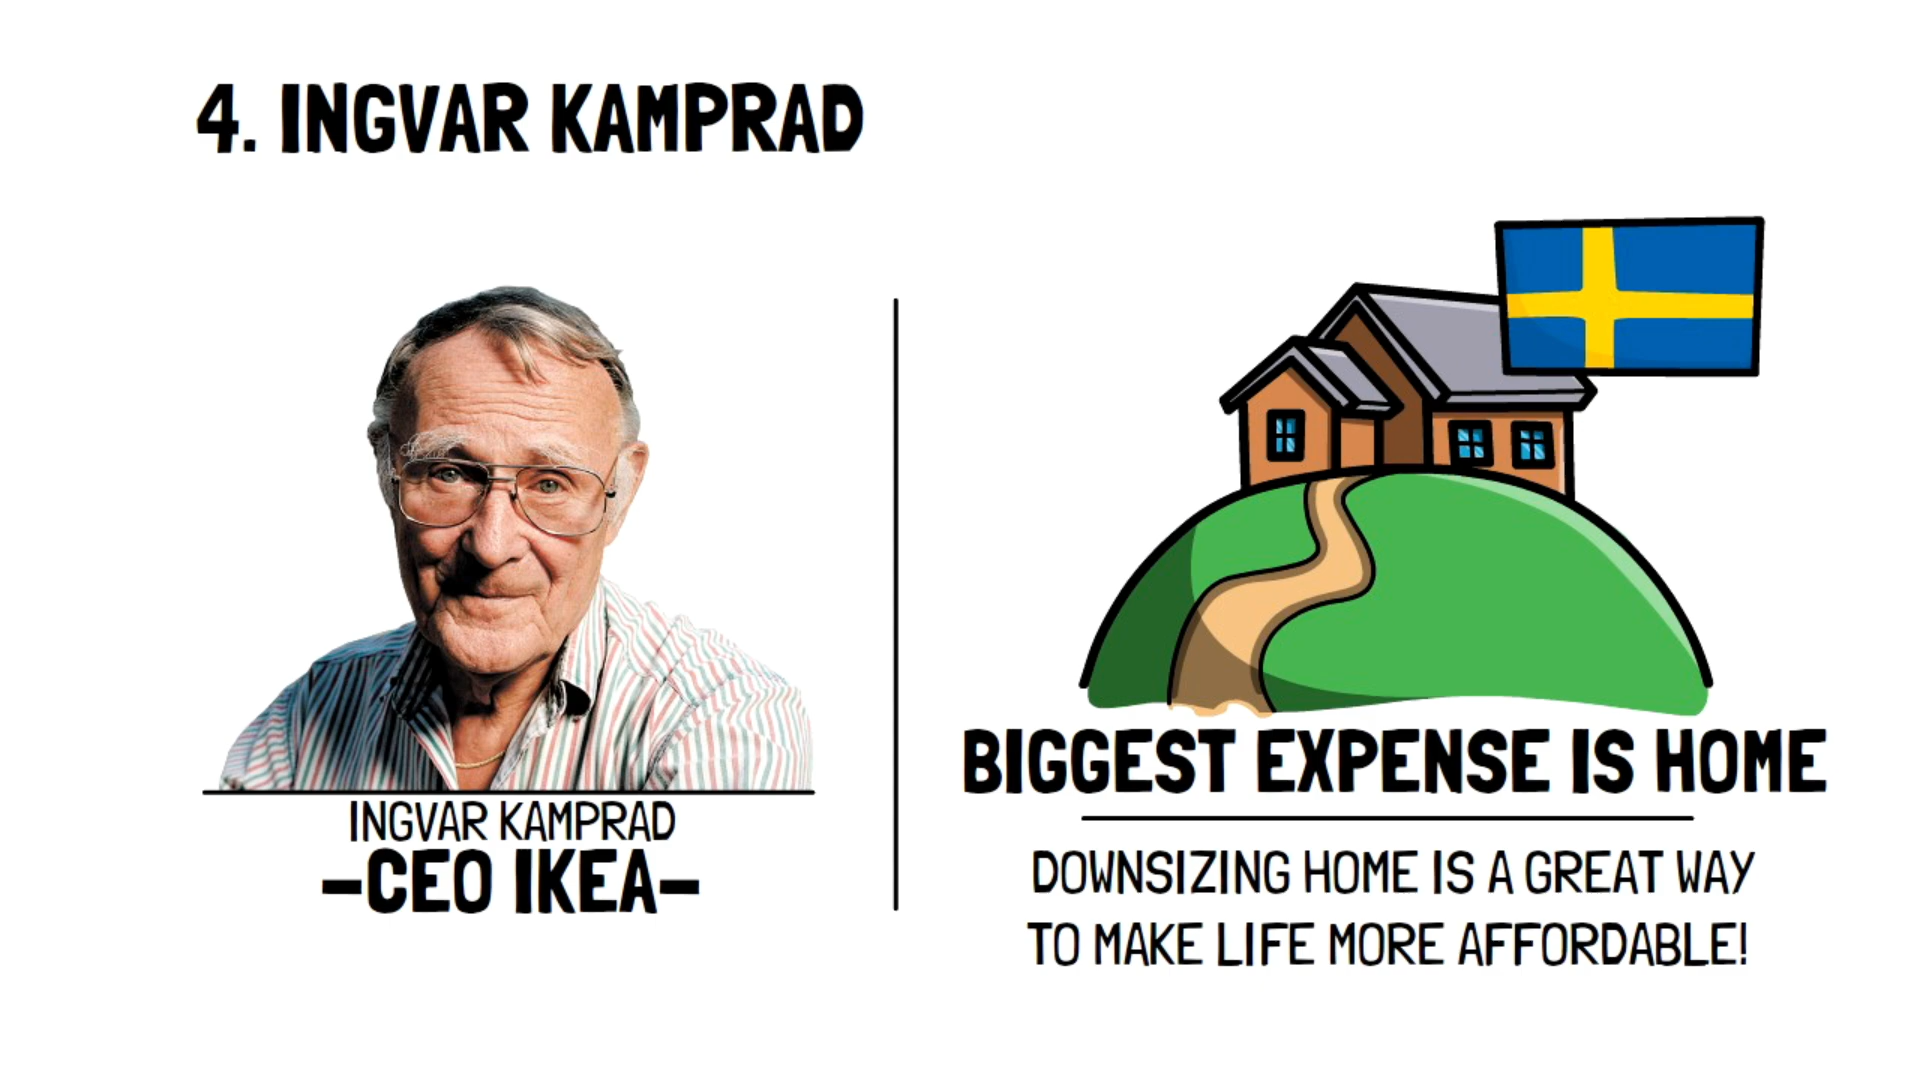 4. INGVAR KAMPRAD
INGVAR KAMPRAD
-CEO IKEA-
BIGGEST EXPENSE IS HOME
DOWNSIZING HOME IS A GREAT WAY
TO MAKE LIFE MORE AFFORDABLE!